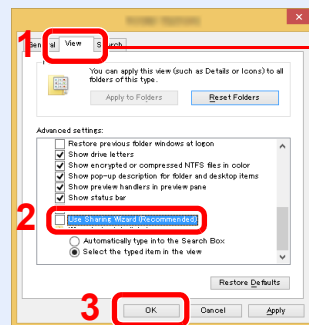 1
General View Search
You can apply this view (such as Details or Icons) to all
folders of this type.
Apply to Folders Reset Folders
Advanced settings:
Restore previous folder windows at logon
Show drive letters
Show encrypted or compressed NTFS files in color
Show pop-up description for folder and desktop items
Show preview handlers in preview pane
Show status bar
2
Use Sharing Wizard (Recommended)
Automatically type into the Search Box
Select the typed item in the view
Restore Defaults
3
OK Cancel Apply